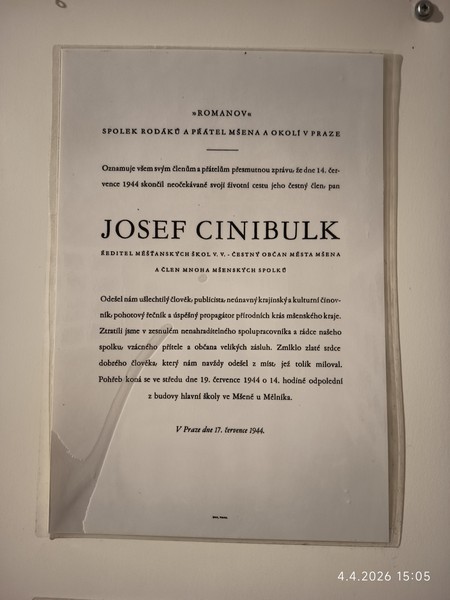 »ROMANOV«
SPOLEK RODÁKŮ A PŘÁTEL MŠENA A OKOLÍ V PRAZE
Oznamuje všem svým členům a přátelům přesmutnou zprávu, že dne 14. čer-
vence 1944 skončil neočekávaně svoji životní cestu jeho čestný člen, pan
JOSEF CINIBULK
ŘEDITEL MĚŠŤANSKÝCH ŠKOL V. V. - ČESTNÝ OBČAN MĚSTA MŠENA
A ČLEN MNOHA MŠENSKÝCH SPOLKŮ
Odešel nám ušlechtilý člověk, publicista, neúnavný krajinský a kulturní činov-
ník, pohotový řečník a úspěšný propagátor přírodních krás mšenského kraje.
Ztratili jsme v zesnulém nenahraditelného spolupracovníka a rádce našeho
spolku, vzácného přítele a občana velikých zásluh. Zmlklo zlaté srdce
dobrého člověka, který nám navždy odešel z míst, jež tolik miloval.
Pohřeb koná se ve středu dne 19. července 1944 o 14. hodině odpolední
z budovy hlavní školy ve Mšeně u Mělníka.
V Praze dne 17. července 1944.
4.4.2026 15:05